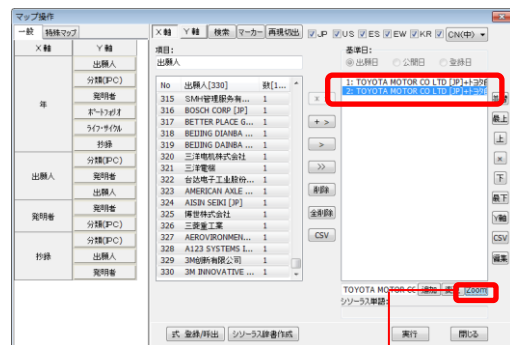 マップ操作
一般 特殊マップ
X 軸 Y 軸
年
出願人
分類(IPC)
発明者
ポートフォリオ
ライフ・サイクル
抄録
出願人
分類(IPC)
発明者
出願人
発明者
発明者
分類(IPC)
抄録
分類(IPC)
発明者
X 軸 Y 軸 検索 マーカー 再現切出
JP US ES EW KR CN(中)
項目:
出願人
基準日:
出願日 公開日 登録日
No 出願人[330] 数[1...
315 SMH管理服务有... 1
316 BOSCH CORP [JP] 1
317 BETTER PLACE G... 1
318 BEIJING DIANBA ... 1
319 BEIJING DAINBA ... 1
320 三洋电机株式会社 1
321 三洋電機 1
322 台达电子工业股份... 1
323 AMERICAN AXLE ... 1
324 AISIN SEIKI [JP] 1
325 博世株式会社 1
326 三菱重工業 1
327 AEROVIRONMEN... 1
328 A123 SYSTEMS I... 1
329 3M创新有限公司 1
330 3M INNOVATIVE ... 1
x
+ >
>
>>
削除
全削除
CSV
1: TOYOTA MOTOR CO LTD [JP]+トヨタ
2: TOYOTA MOTOR CO LTD [JP]+トヨタ
最上
上
x
下
最下
Y軸
CSV
編集
TOYOTA MOTOR CO 追加 変更 Zoom
シソーラス単語:
式 登録/呼出 シソーラス辞書作成 実行 閉じる